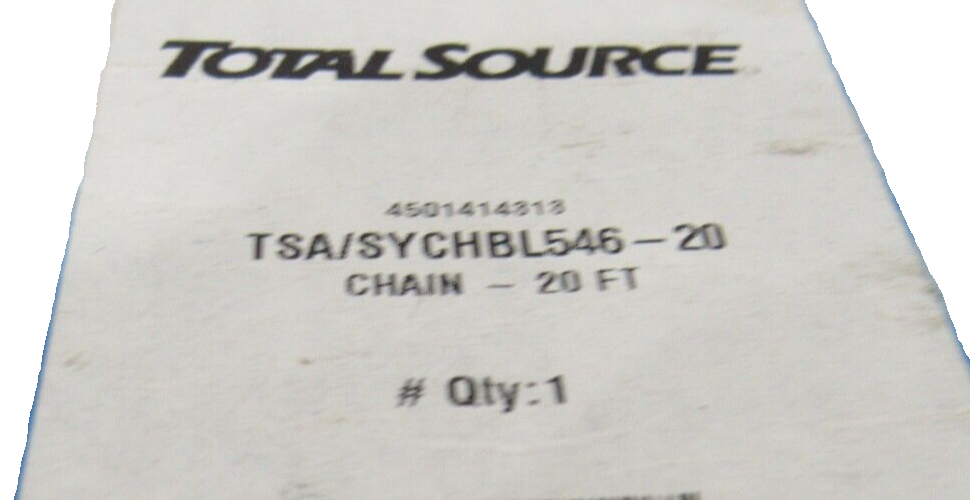 TOTAL SOURCE
4501414313
TSA/SYCHBL546-20
CHAIN - 20 FT
# Qty:1